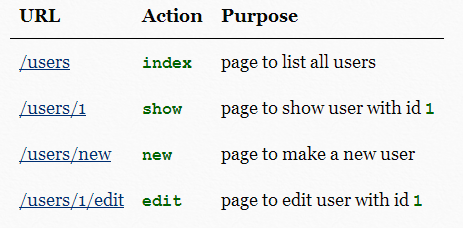 URL Action Purpose
/users index page to list all users
/users/1 show page to show user with id 1
/users/new new page to make a new user
/users/1/edit edit page to edit user with id 1